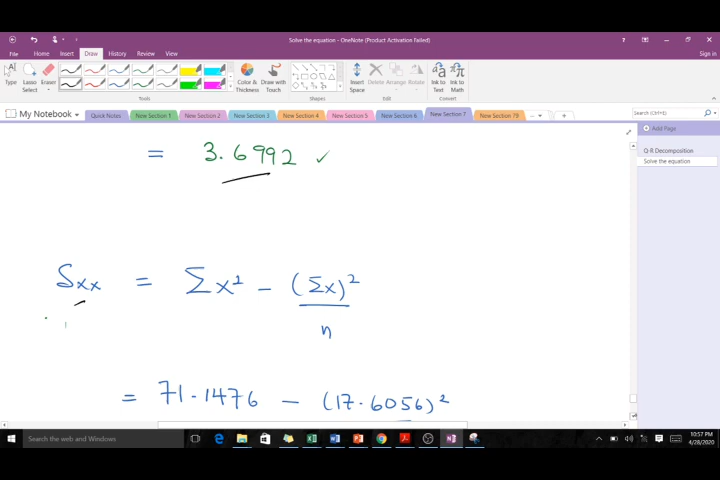 Solve the equation - OneNote (Product Activation Failed)
? Sign in
File Home Insert Draw History Review View
Type Lasso Select Eraser Color & Thickness Draw with Touch Insert Space Delete Arrange Rotate Ink to Text Ink to Math
Tools Shapes Edit Convert
My Notebook Quick Notes New Section 1 New Section 2 New Section 3 New Section 4 New Section 5 New Section 6 New Section 7 New Section 79 Search (Ctrl+E)
Add Page
Q-R Decomposition
Solve the equation
= 3.6992 ✓
Sxx = Σx² - (Σx)²
n
= 71.1476 - (17.6056)²
Search the web and Windows
10:57 PM
4/28/2020